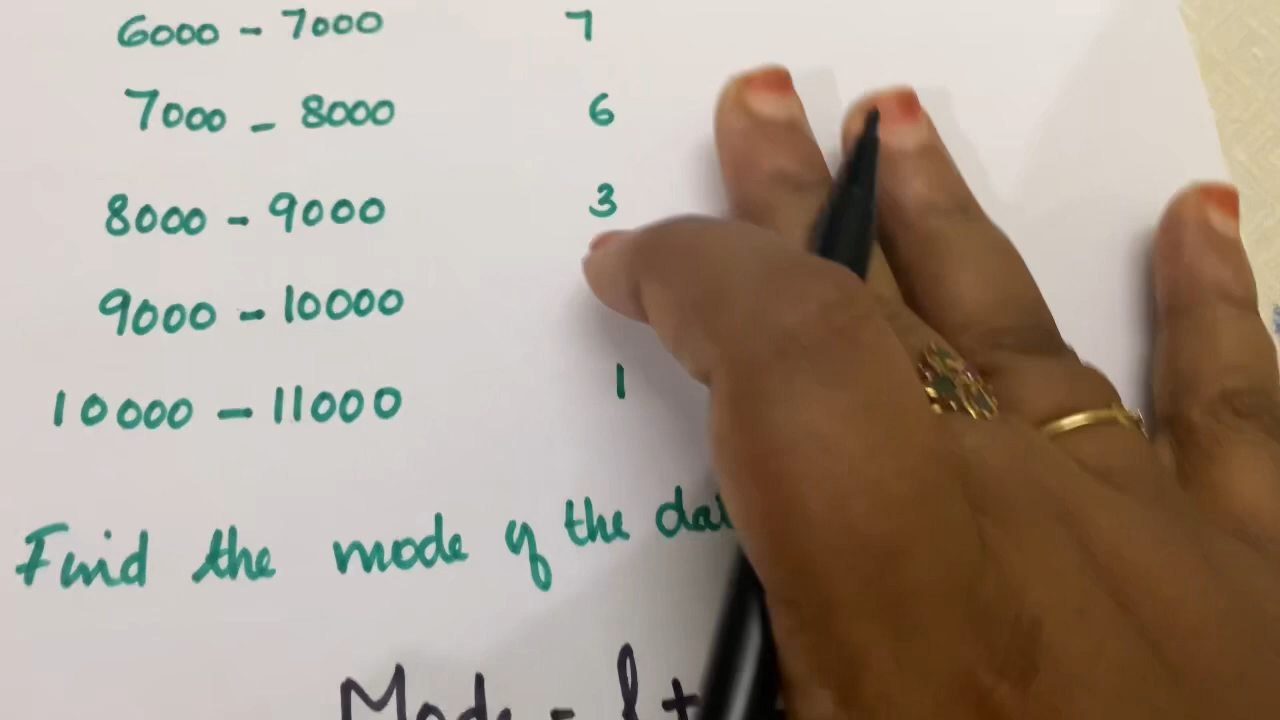 6000 - 7000 7
7000 - 8000 6
8000 - 9000 3
9000 - 10000
10000 - 11000 1
Find the mode of the
Mode = l +